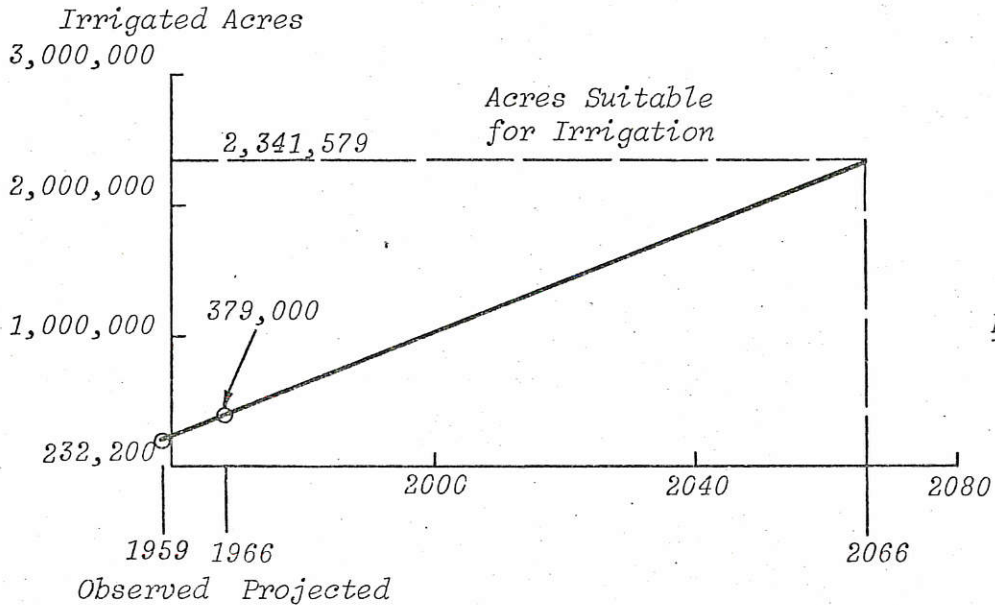 Irrigated Acres
3,000,000
Acres Suitable
for Irrigation
2,341,579
2,000,000
379,000
1,000,000
232,200
2000 2040 2080
1959 1966 2066
Observed Projected